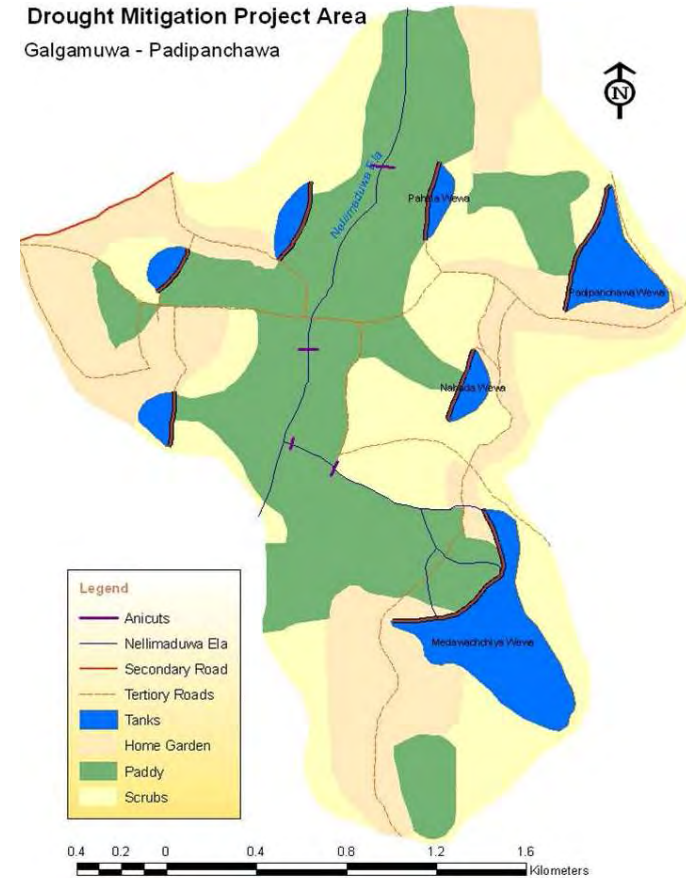 Drought Mitigation Project Area
Galgamuwa - Padipanchawa
N
Nellimaduwa Ela
Pahala Wewa
Padipanchawa Wewa
Nabada Wewa
Medawachchiya Wewa
Legend
Anicuts
Nellimaduwa Ela
Secondary Road
Tertiory Roads
Tanks
Home Garden
Paddy
Scrubs
0.4 0.2 0 0.4 0.8 1.2 1.6
Kilometers